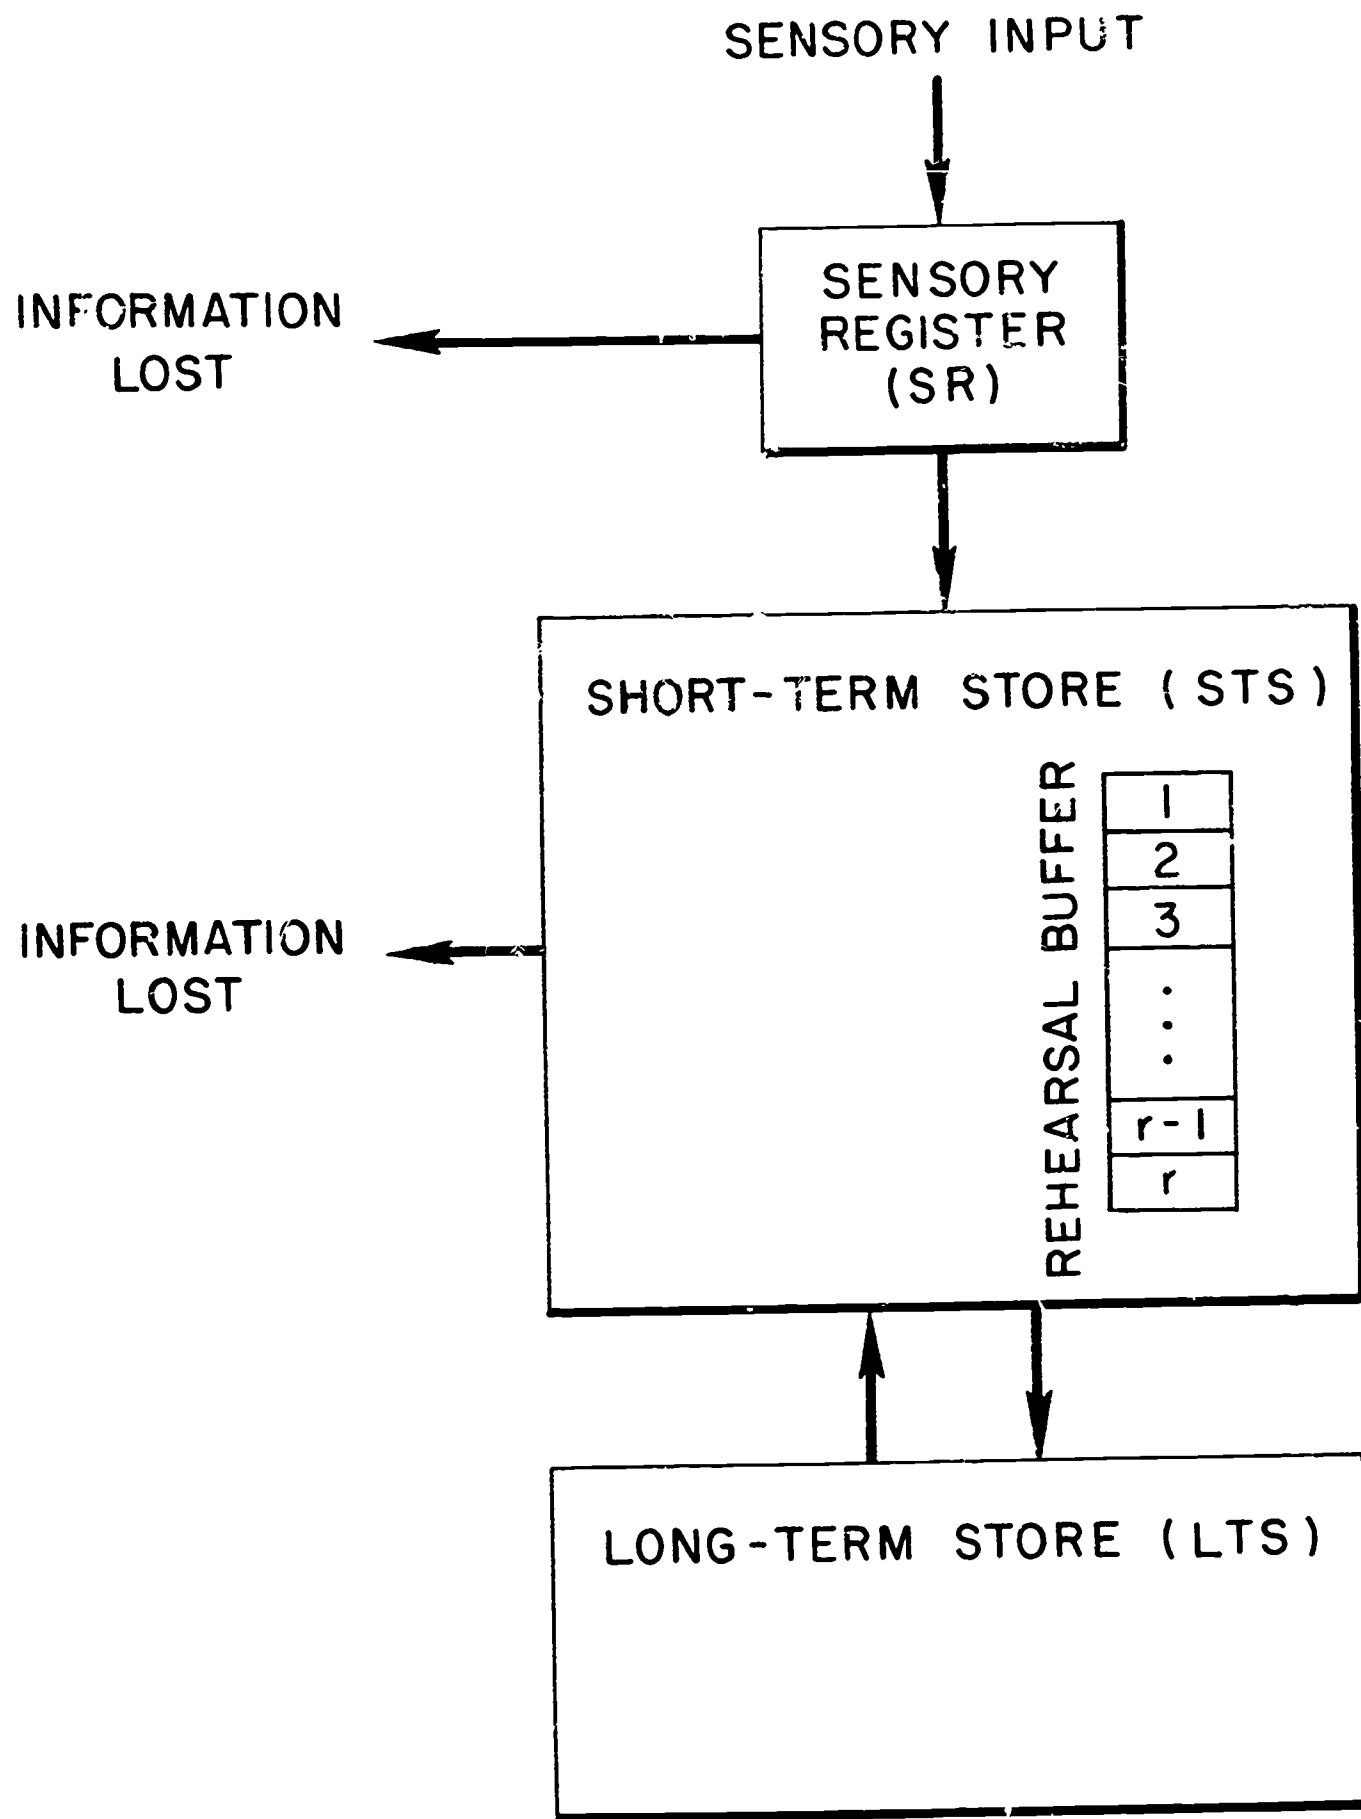 SENSORY INPUT
SENSORY
REGISTER
(SR)
INFORMATION
LOST
SHORT-TERM STORE (STS)
REHEARSAL BUFFER
1
2
3
.
.
.
r-1
r
INFORMATION
LOST
LONG-TERM STORE (LTS)